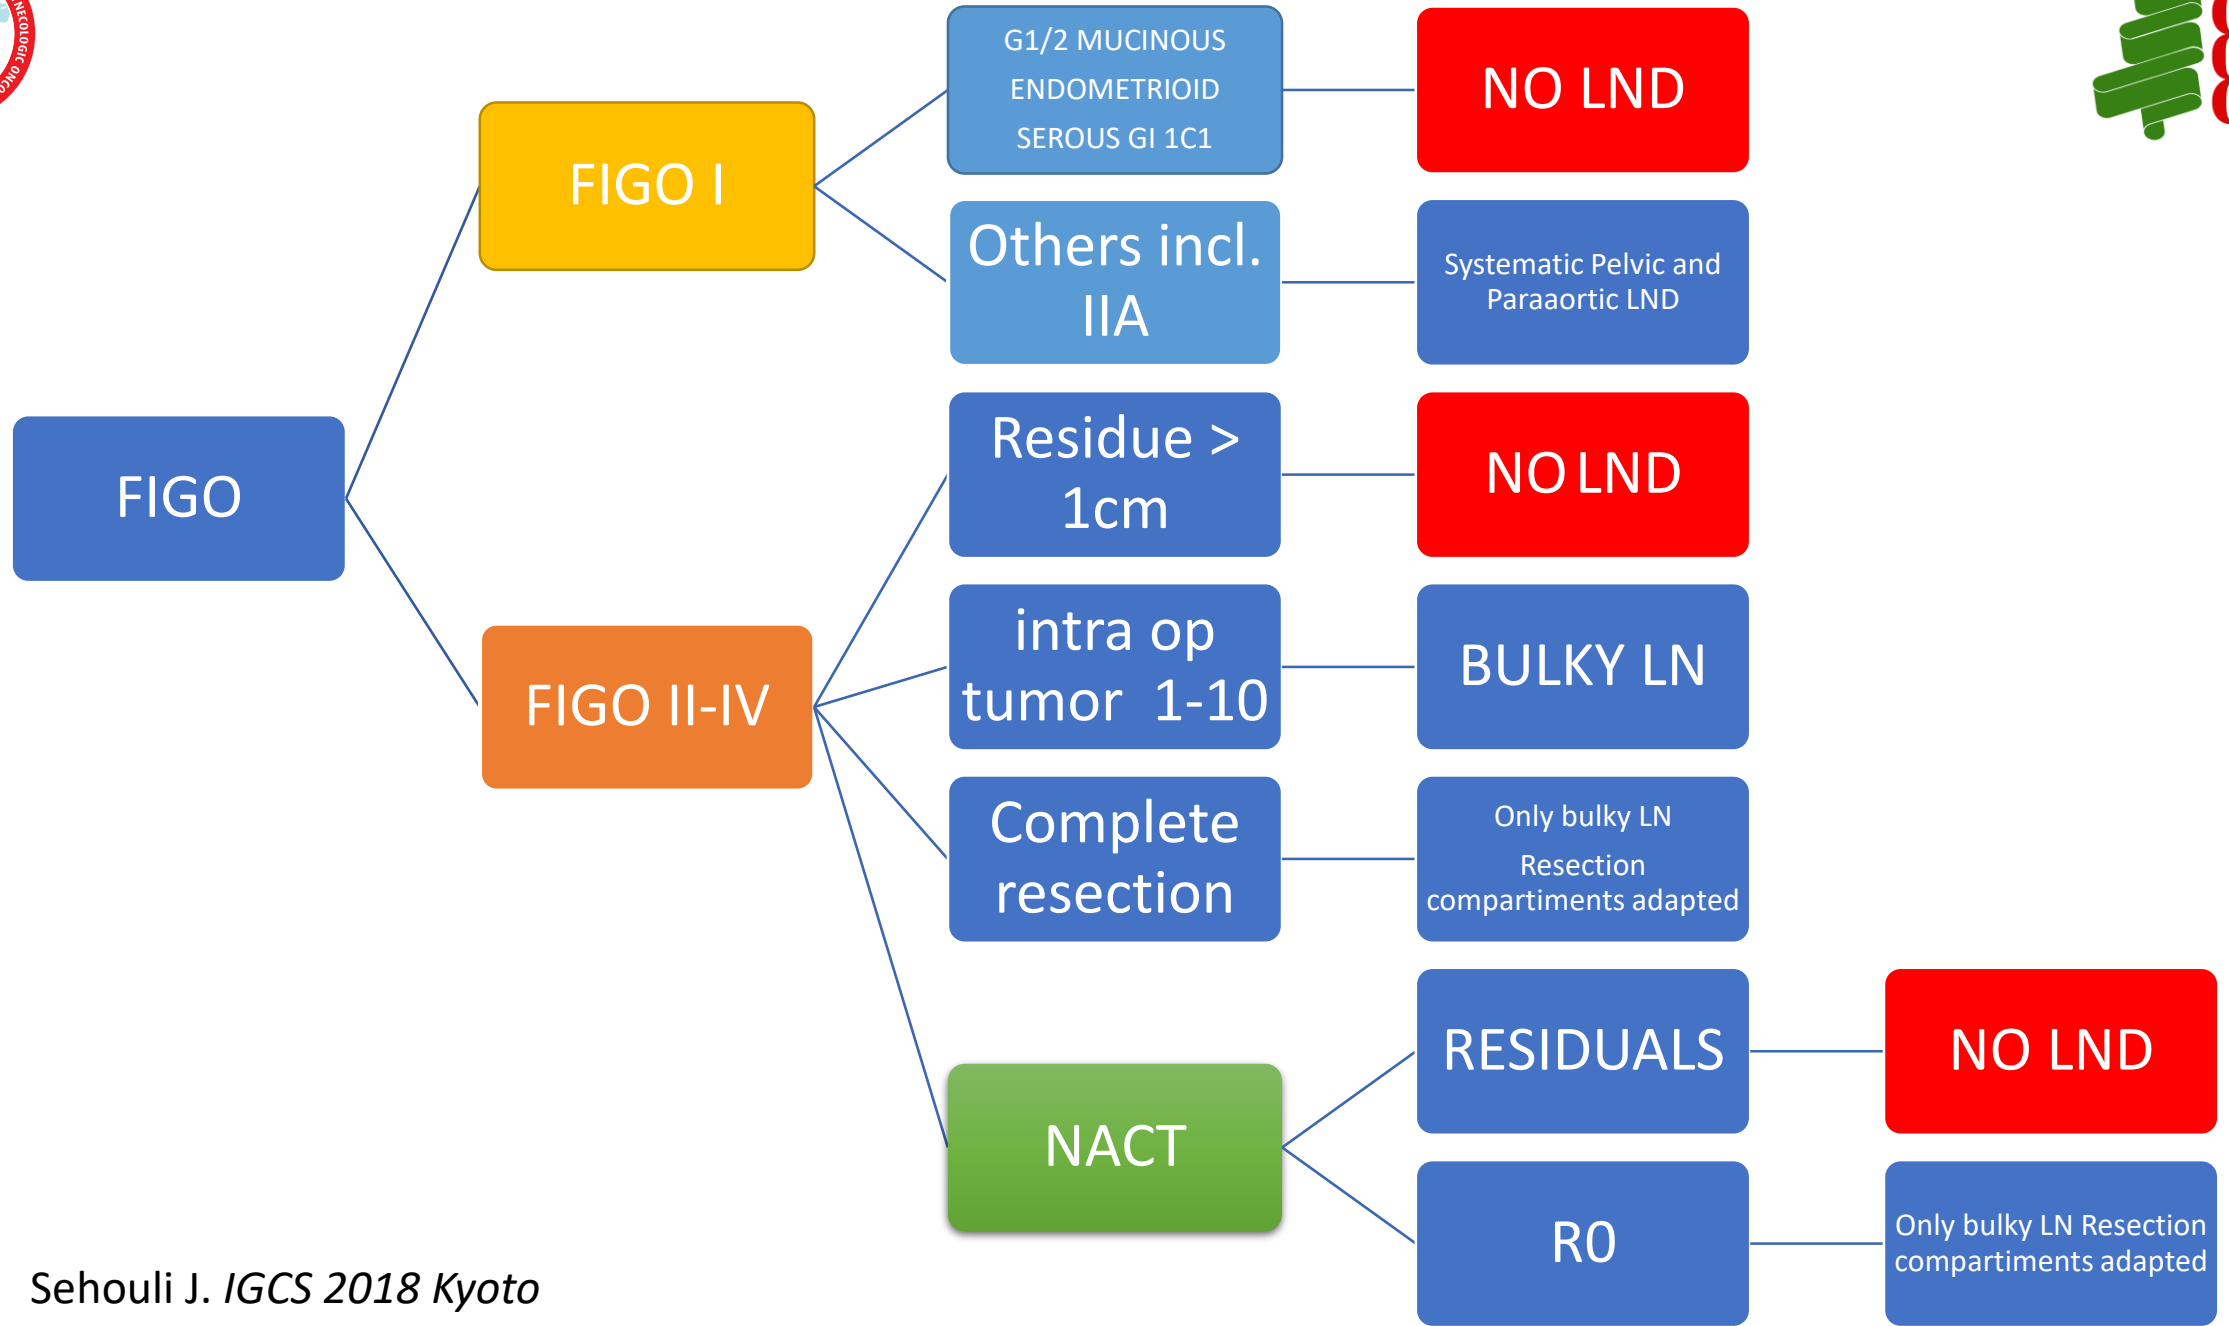 NECOLOGIC ONCO
G1/2 MUCINOUS
ENDOMETRIOID
SEROUS GI 1C1
NO LND
FIGO I
Others incl.
IIA
Systematic Pelvic and
Paraaortic LND
FIGO
Residue >
1cm
NO LND
FIGO II-IV
intra op
tumor 1-10
BULKY LN
Complete
resection
Only bulky LN
Resection
compartiments adapted
NACT
RESIDUALS
NO LND
R0
Only bulky LN Resection
compartiments adapted
Sehouli J. IGCS 2018 Kyoto